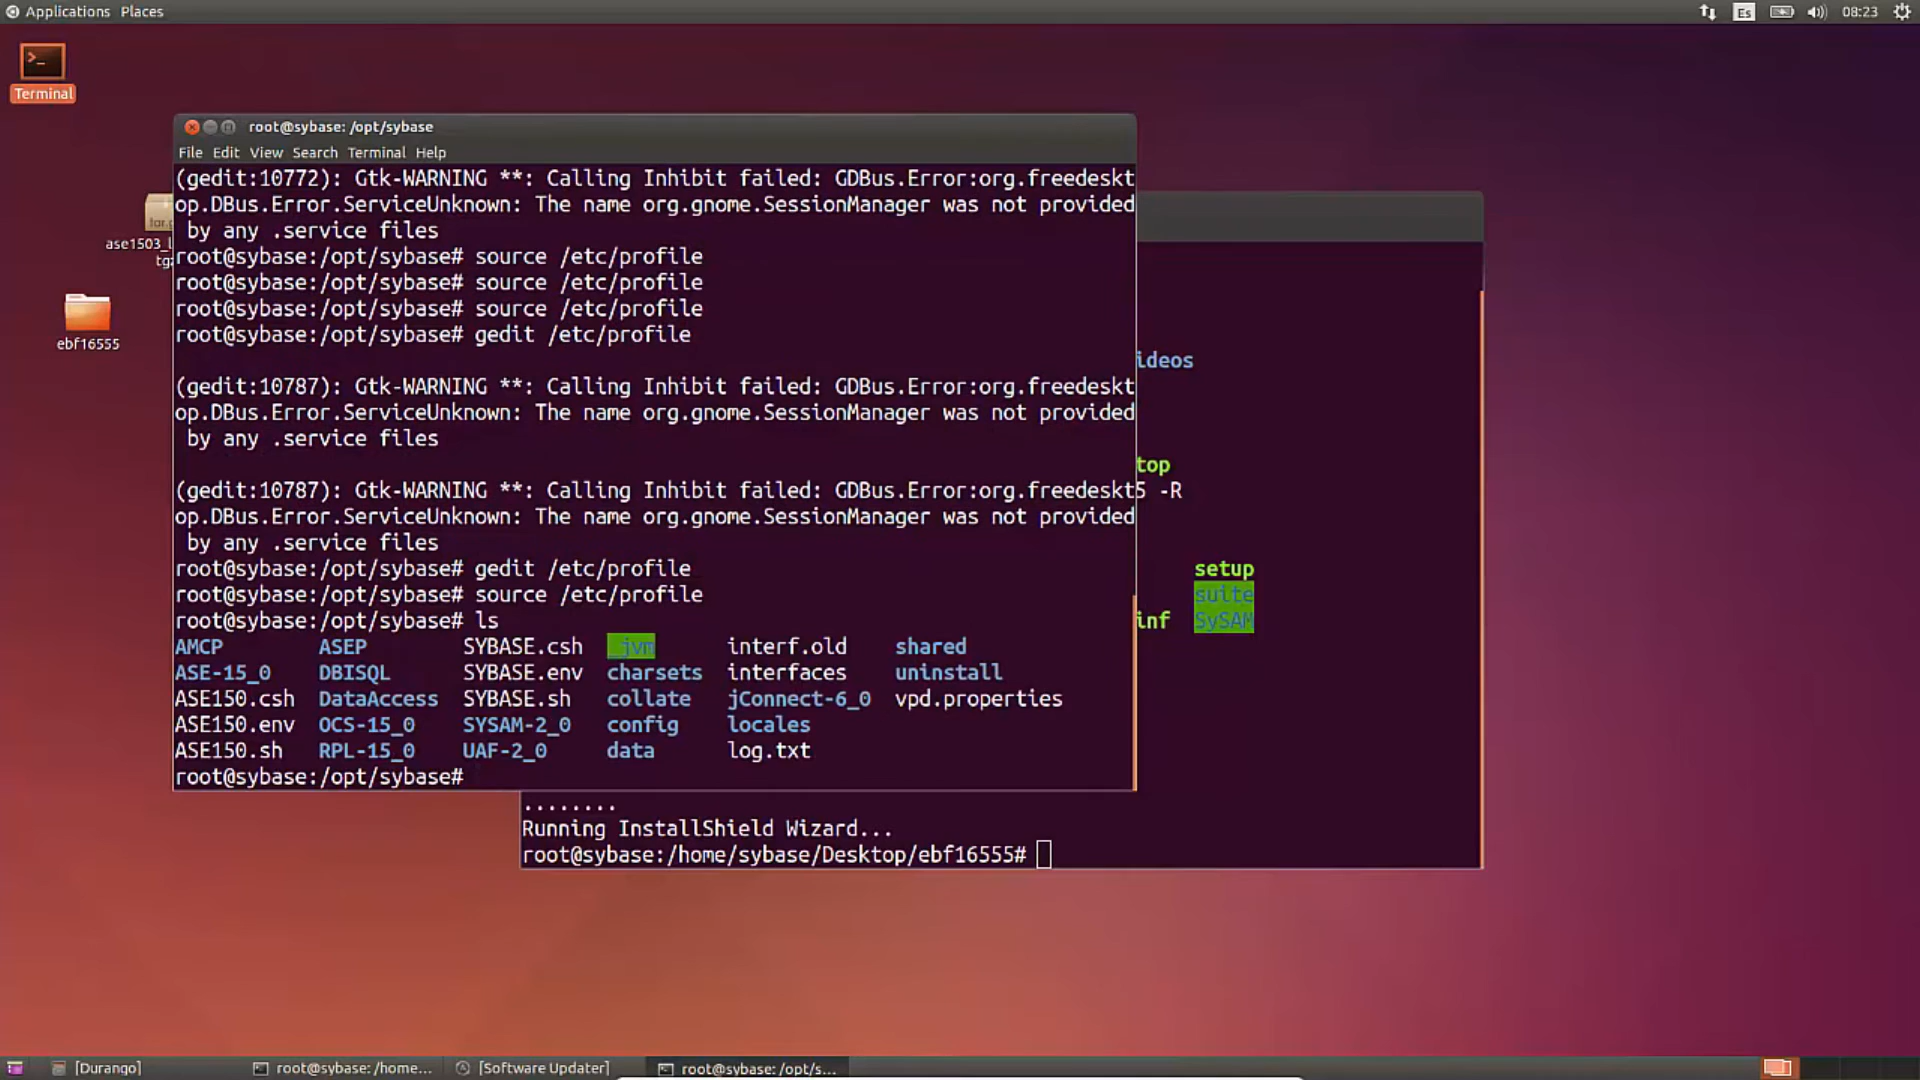 Applications Places
Es 08:23
Terminal
root@sybase: /opt/sybase
File Edit View Search Terminal Help
(gedit:10772): Gtk-WARNING **: Calling Inhibit failed: GDBus.Error:org.freedeskt
op.DBus.Error.ServiceUnknown: The name org.gnome.SessionManager was not provided
by any .service files
root@sybase:/opt/sybase# source /etc/profile
root@sybase:/opt/sybase# source /etc/profile
root@sybase:/opt/sybase# source /etc/profile
root@sybase:/opt/sybase# gedit /etc/profile
(gedit:10787): Gtk-WARNING **: Calling Inhibit failed: GDBus.Error:org.freedeskt
op.DBus.Error.ServiceUnknown: The name org.gnome.SessionManager was not provided
by any .service files
(gedit:10787): Gtk-WARNING **: Calling Inhibit failed: GDBus.Error:org.freedeskt
op.DBus.Error.ServiceUnknown: The name org.gnome.SessionManager was not provided
by any .service files
root@sybase:/opt/sybase# gedit /etc/profile
root@sybase:/opt/sybase# source /etc/profile
root@sybase:/opt/sybase# ls
AMCP ASEP SYBASE.csh _jvm interf.old shared
ASE-15_0 DBISQL SYBASE.env charsets interfaces uninstall
ASE150.csh DataAccess SYBASE.sh collate jConnect-6_0 vpd.properties
ASE150.env OCS-15_0 SYSAM-2_0 config locales
ASE150.sh RPL-15_0 UAF-2_0 data log.txt
root@sybase:/opt/sybase#
tar.g
ase1503_l
tgz
ebf16555
ideos
top
5 -R
setup
suite
inf SySAM
........
Running InstallShield Wizard...
root@sybase:/home/sybase/Desktop/ebf16555#
[Durango] root@sybase: /home... [Software Updater] root@sybase: /opt/s...